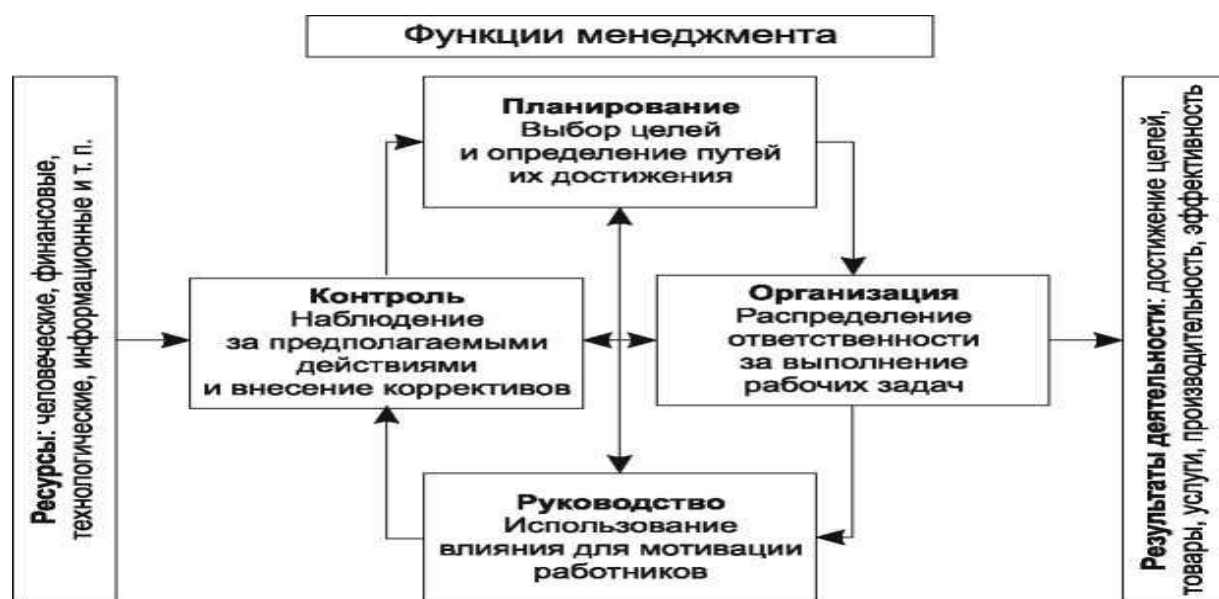 Функции менеджмента
Ресурсы: человеческие, финансовые,
технологические, информационные и т. п.
Планирование
Выбор целей
и определение путей
их достижения
Контроль
Наблюдение
за предполагаемыми
действиями
и внесение коррективов
Организация
Распределение
ответственности
за выполнение
рабочих задач
Руководство
Использование
влияния для мотивации
работников
Результаты деятельности: достижение целей,
товары, услуги, производительность, эффективность